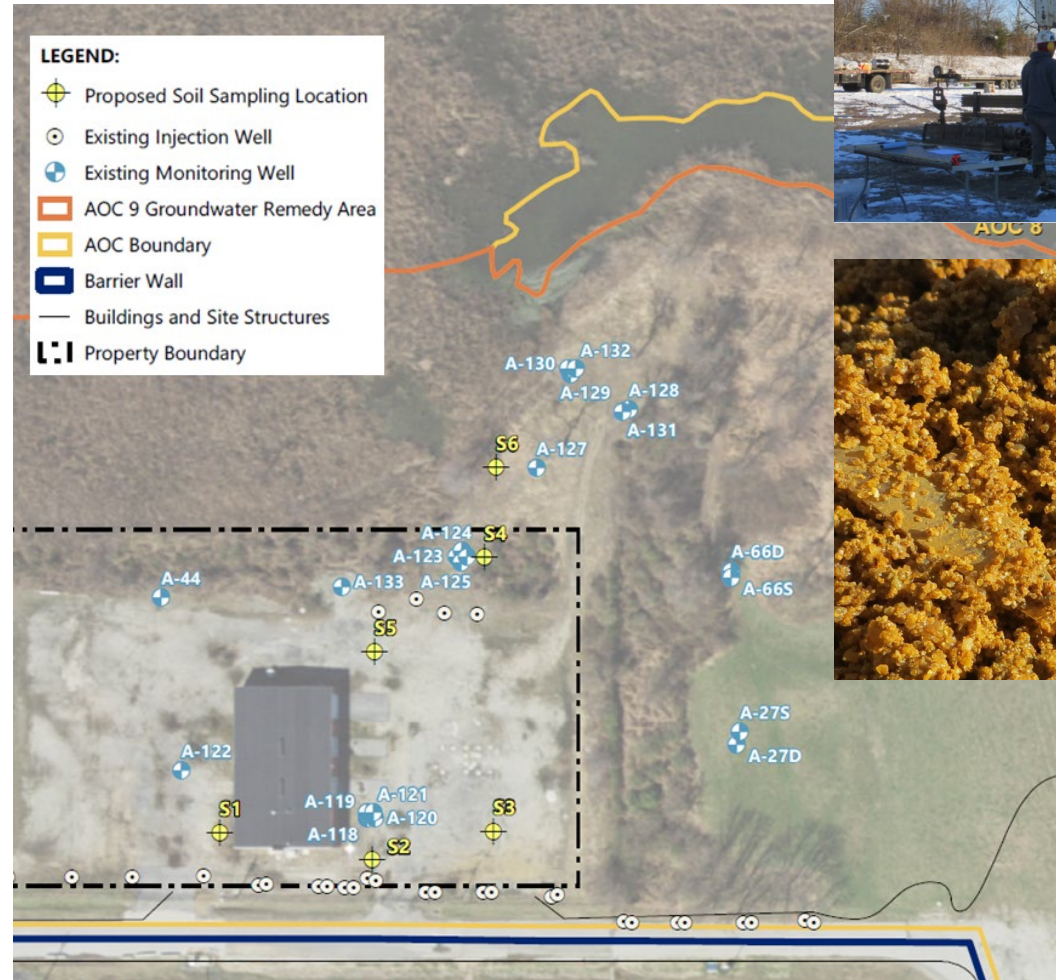 LEGEND:
Proposed Soil Sampling Location
Existing Injection Well
Existing Monitoring Well
AOC 9 Groundwater Remedy Area
AOC Boundary
Barrier Wall
Buildings and Site Structures
Property Boundary
AOC 8
A-130
A-132
A-129
A-128
A-131
S6
A-127
A-124
S4
A-123
A-125
A-44
A-133
A-66D
A-66S
S5
A-27S
A-27D
A-122
A-119
A-121
S1
A-120
S3
A-118
S2